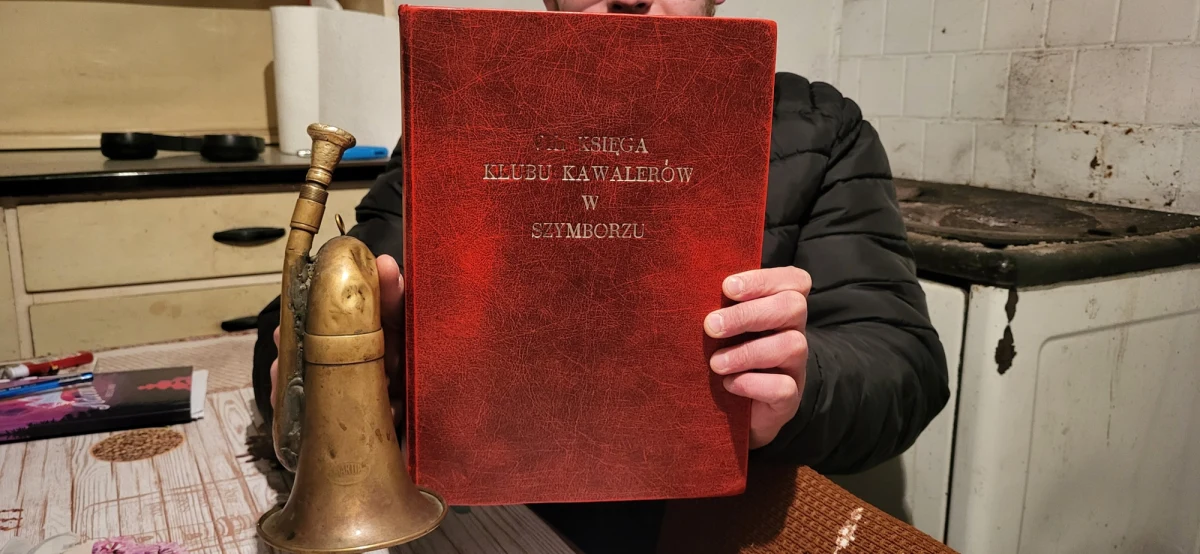 KSIĘGA
KLUBU KAWALERÓW
W
SZYMBORZU